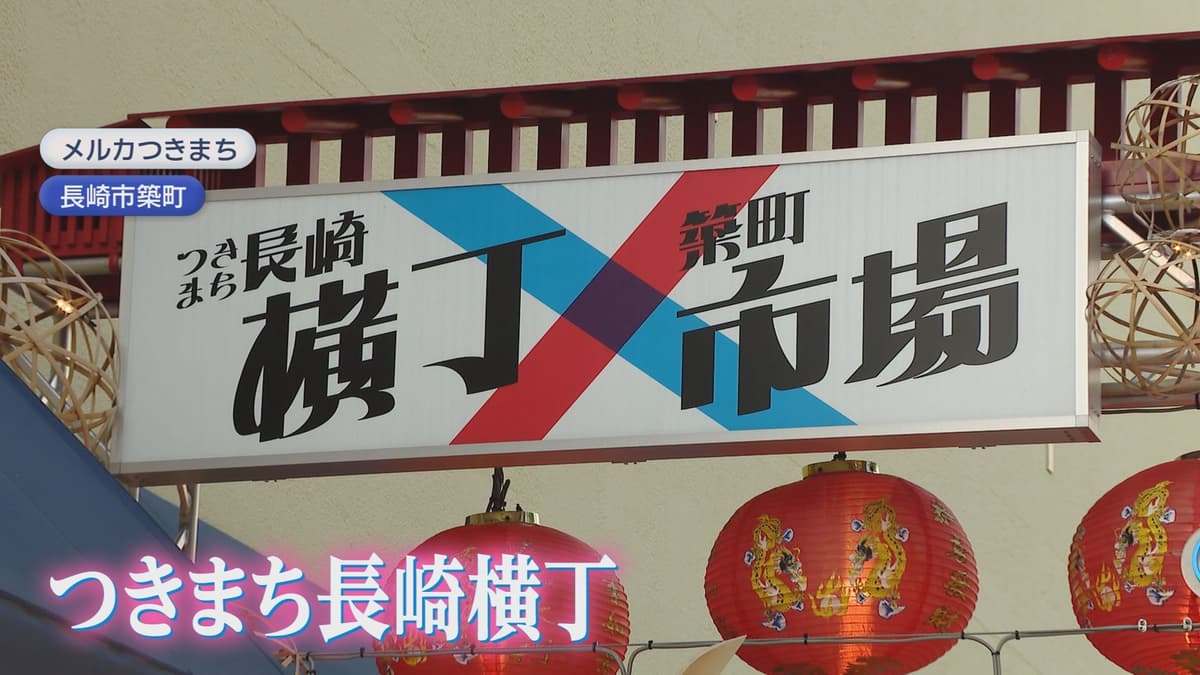 メルカつきまち
長崎市築町
つき
まち
長崎
横丁
築町
市場
つきまち長崎横丁